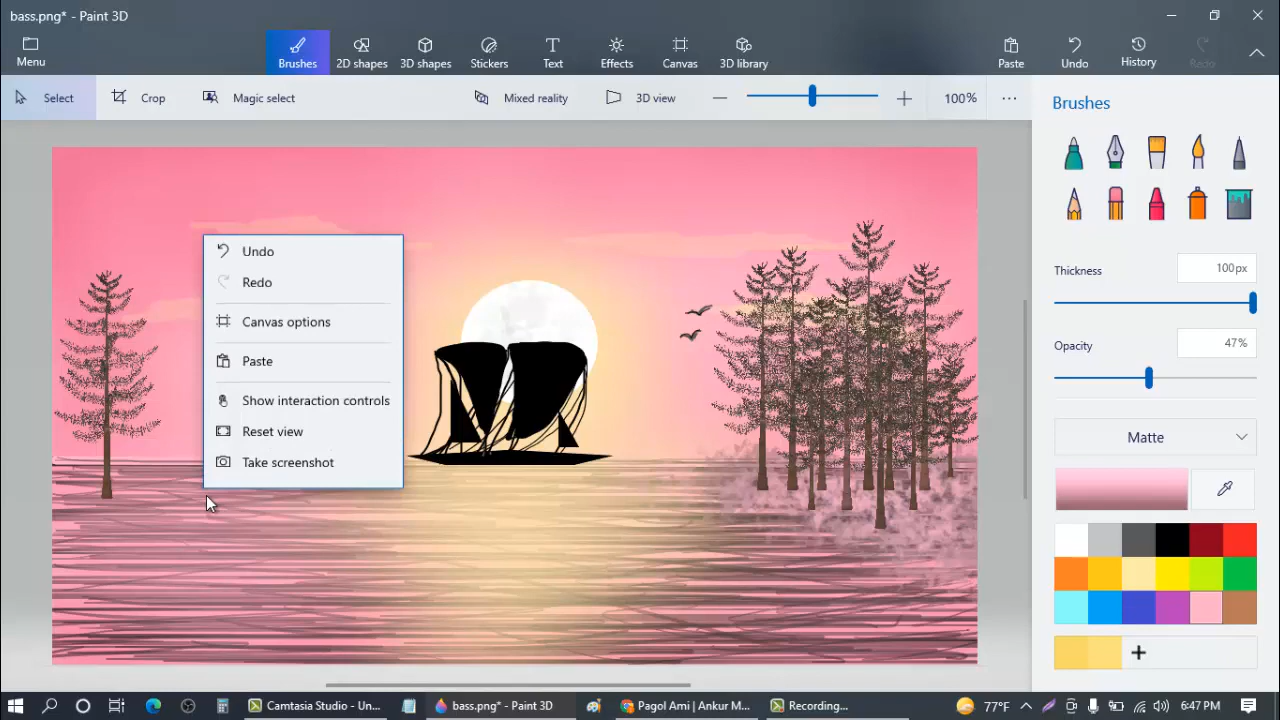 bass.png* - Paint 3D
Menu
Brushes
2D shapes
3D shapes
Stickers
Text
Effects
Canvas
3D library
Paste
Undo
History
Redo
Select
Crop
Magic select
Mixed reality
3D view
100%
Brushes
Thickness
100px
Opacity
47%
Matte
Undo
Redo
Canvas options
Paste
Show interaction controls
Reset view
Take screenshot
Camtasia Studio - Un...
bass.png* - Paint 3D
Pagol Ami | Ankur M...
Recording...
77°F
6:47 PM